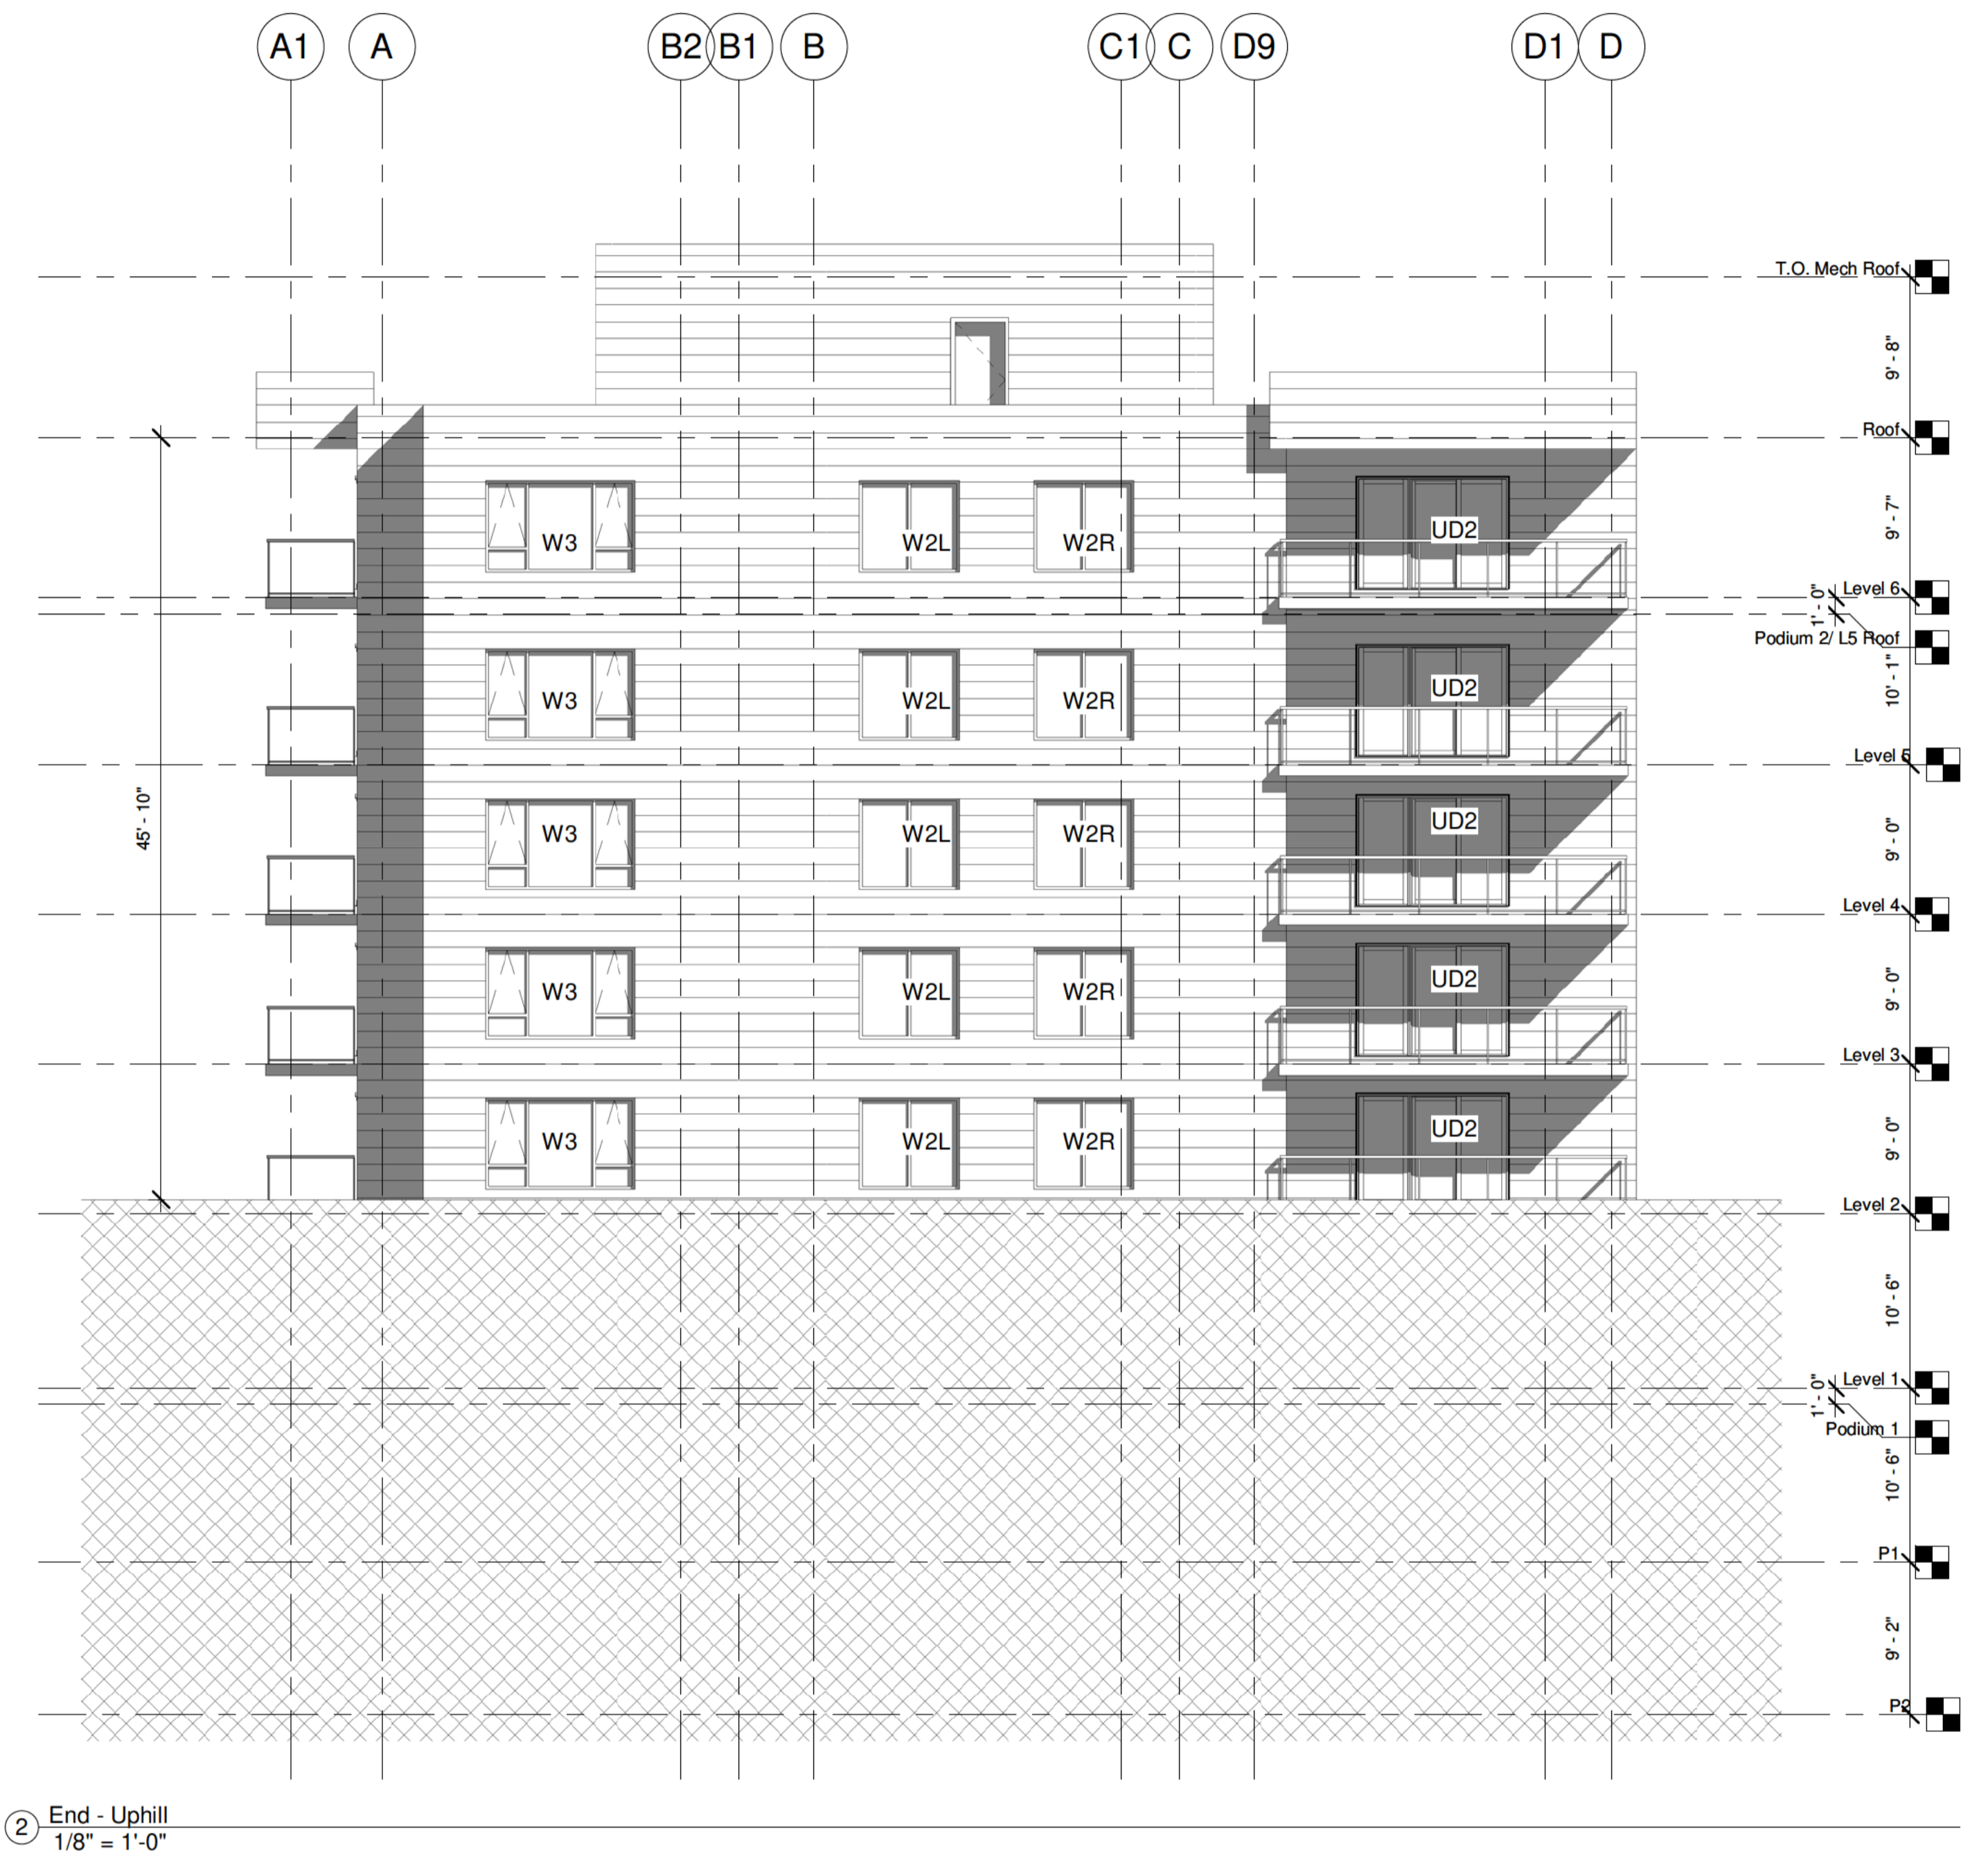 A1 A B2 B1 B C1 C D9 D1 D
T.O. Mech Roof
9' - 8"
Roof
9' - 7"
W3 W2L W2R UD2
Level 6
1' - 0"
Podium 2/ L5 Roof
10' - 1"
W3 W2L W2R UD2
Level 5
45' - 10"
9' - 0"
W3 W2L W2R UD2
Level 4
9' - 0"
W3 W2L W2R UD2
Level 3
9' - 0"
W3 W2L W2R UD2
Level 2
10' - 6"
Level 1
1' - 0"
Podium 1
10' - 6"
P1
9' - 2"
P2
2 End - Uphill
1/8" = 1'-0"